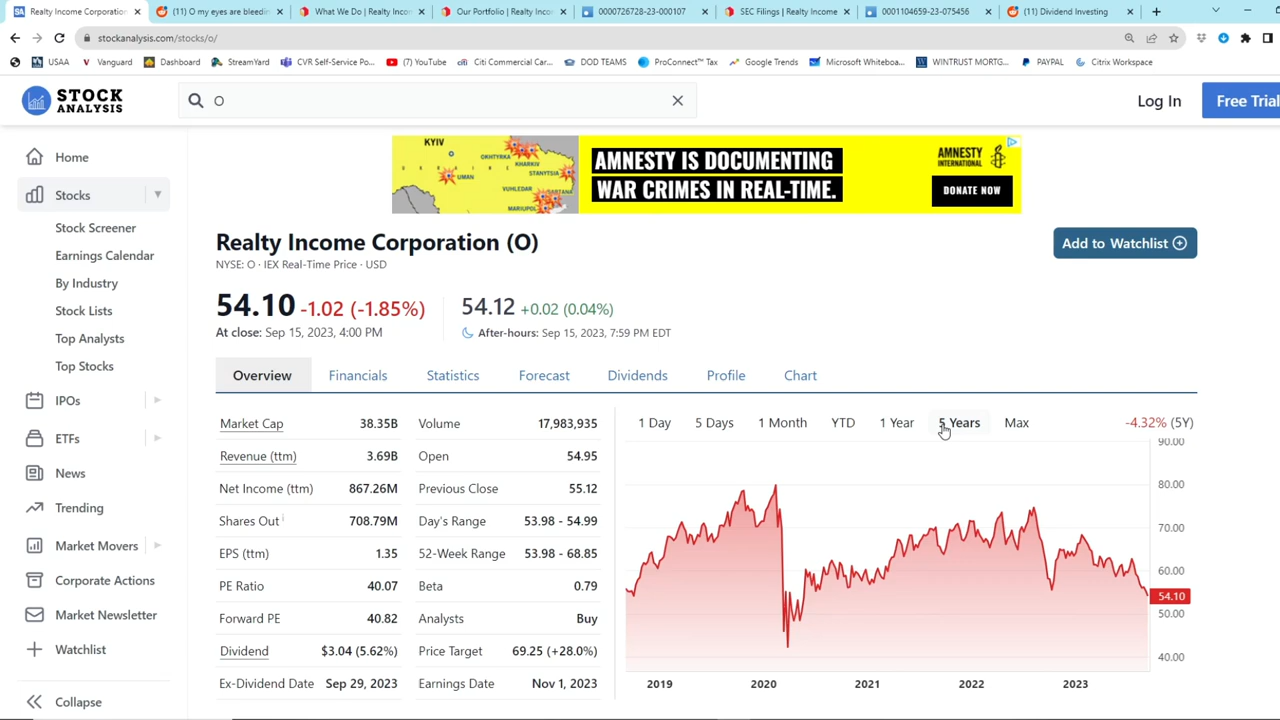 Realty Income Corporation
(11) O my eyes are bleedin
What We Do | Realty Incom
Our Portfolio | Realty Incom
0000726728-23-000107
SEC Filings | Realty Income
0001104659-23-075456
(11) Dividend Investing
stockanalysis.com/stocks/o/
USAA
Vanguard
Dashboard
StreamYard
CVR Self-Service Po...
(7) YouTube
Citi Commercial Car...
DOD TEAMS
ProConnect™ Tax
Google Trends
Microsoft Whiteboa...
WINTRUST MORTG...
PAYPAL
Citrix Workspace
STOCK
ANALYSIS
O
Log In
Free Trial
KYIV
OKHTYRKA
KHARKIV
UMAN
STANYTSIA
VUHLEDAR
MARIUPOL
AMNESTY IS DOCUMENTING
WAR CRIMES IN REAL-TIME.
AMNESTY
INTERNATIONAL
DONATE NOW
Home
Stocks
Stock Screener
Earnings Calendar
By Industry
Stock Lists
Top Analysts
Top Stocks
IPOs
ETFs
News
Trending
Market Movers
Corporate Actions
Market Newsletter
Watchlist
Collapse
Realty Income Corporation (O)
NYSE: O · IEX Real-Time Price · USD
Add to Watchlist
54.10 -1.02 (-1.85%)
At close: Sep 15, 2023, 4:00 PM
54.12 +0.02 (0.04%)
After-hours: Sep 15, 2023, 7:59 PM EDT
Overview Financials Statistics Forecast Dividends Profile Chart
Market Cap 38.35B
Revenue (ttm) 3.69B
Net Income (ttm) 867.26M
Shares Out i 708.79M
EPS (ttm) 1.35
PE Ratio 40.07
Forward PE 40.82
Dividend $3.04 (5.62%)
Ex-Dividend Date Sep 29, 2023
Volume 17,983,935
Open 54.95
Previous Close 55.12
Day's Range 53.98 - 54.99
52-Week Range 53.98 - 68.85
Beta 0.79
Analysts Buy
Price Target 69.25 (+28.0%)
Earnings Date Nov 1, 2023
1 Day 5 Days 1 Month YTD 1 Year 5 Years Max
-4.32% (5Y)
90.00
80.00
70.00
60.00
54.10
50.00
40.00
2019 2020 2021 2022 2023